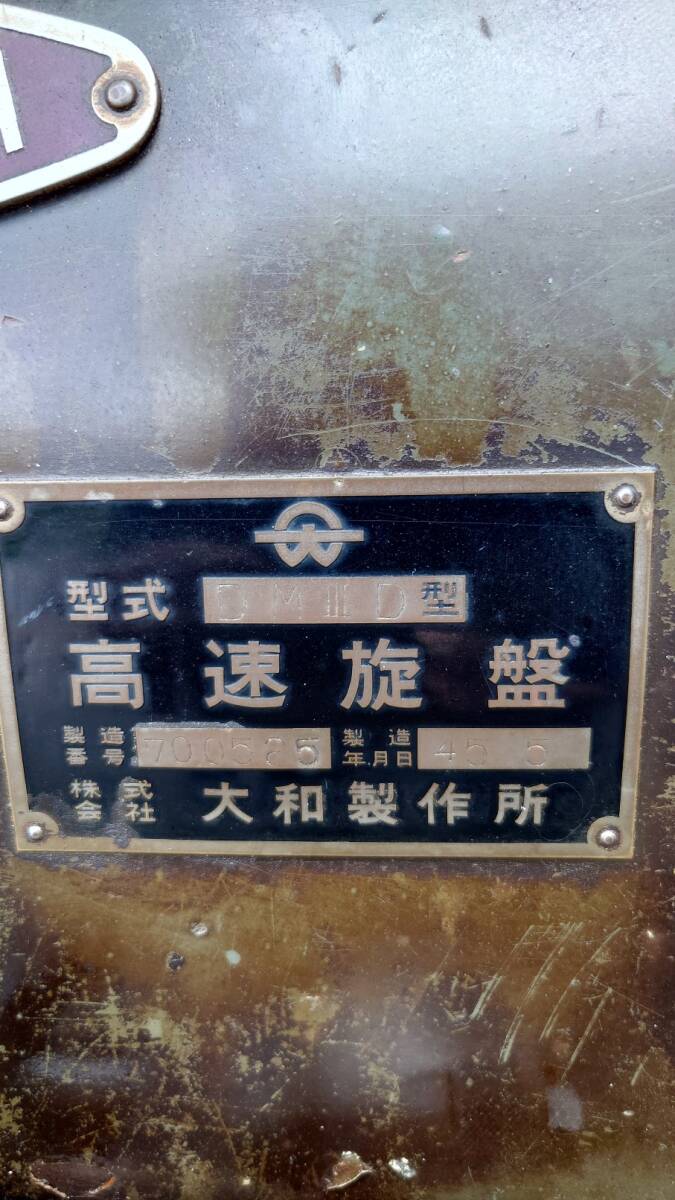 型式 DMIID型
高速旋盤
製造番号 700525 製造年月日 45 5
株式会社 大和製作所